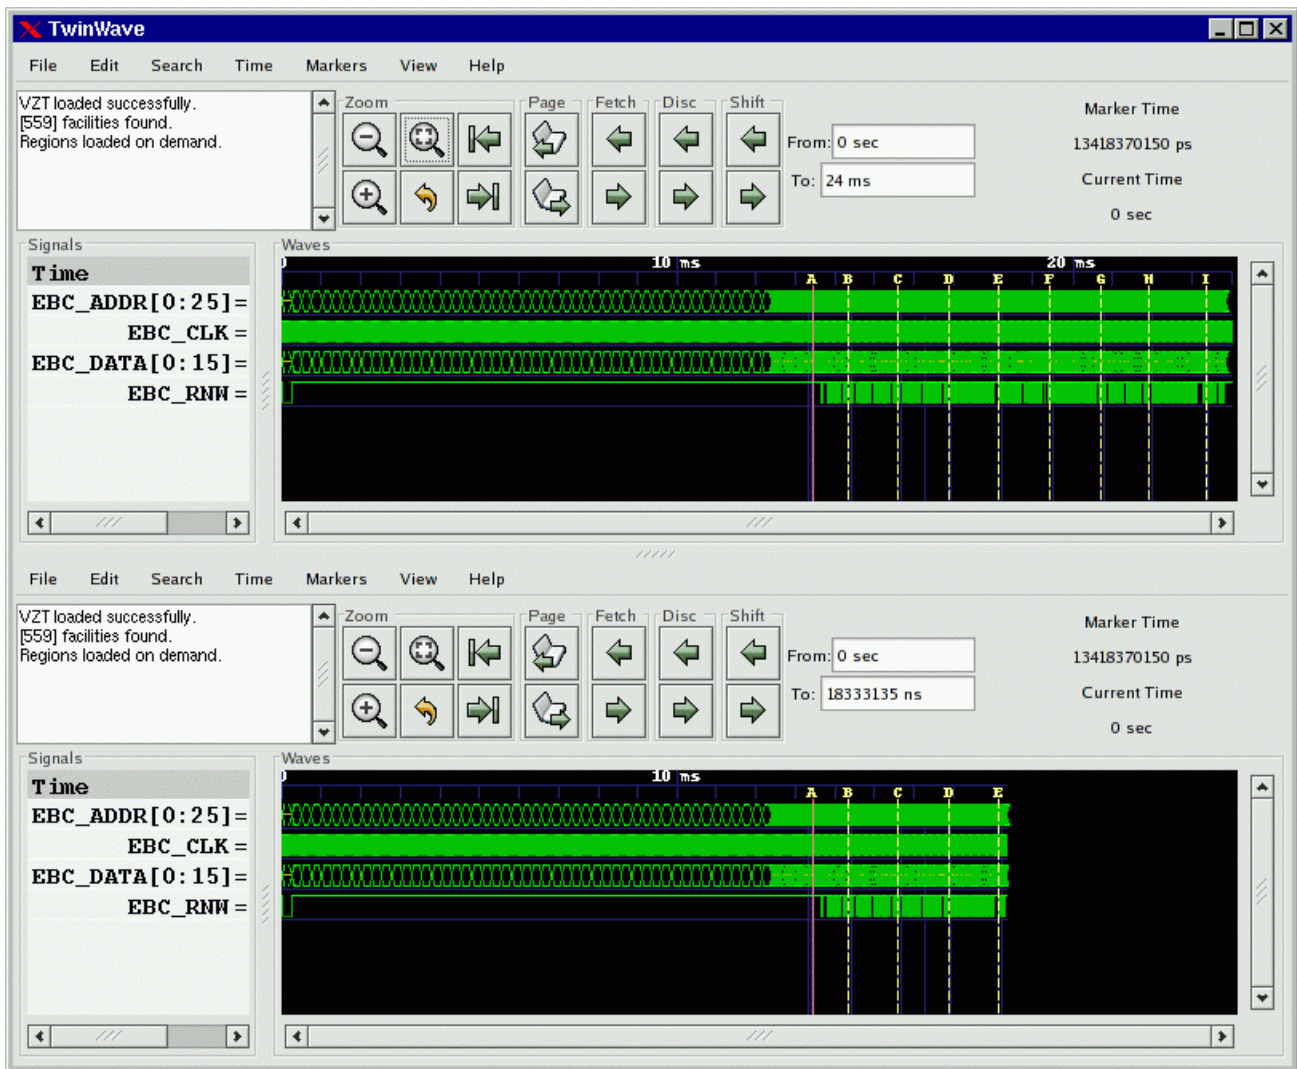 TwinWave
File Edit Search Time Markers View Help
VZT loaded successfully.
[559] facilities found.
Regions loaded on demand.
Zoom Page Fetch Disc Shift
From: 0 sec
To: 24 ms
Marker Time
13418370150 ps
Current Time
0 sec
Signals
Time
EBC_ADDR[0:25]=
EBC_CLK=
EBC_DATA[0:15]=
EBC_RNW=
Waves
0 10 ms 20 ms
A B C D E F G H I
File Edit Search Time Markers View Help
VZT loaded successfully.
[559] facilities found.
Regions loaded on demand.
Zoom Page Fetch Disc Shift
From: 0 sec
To: 18333135 ns
Marker Time
13418370150 ps
Current Time
0 sec
Signals
Time
EBC_ADDR[0:25]=
EBC_CLK=
EBC_DATA[0:15]=
EBC_RNW=
Waves
0 10 ms
A B C D E